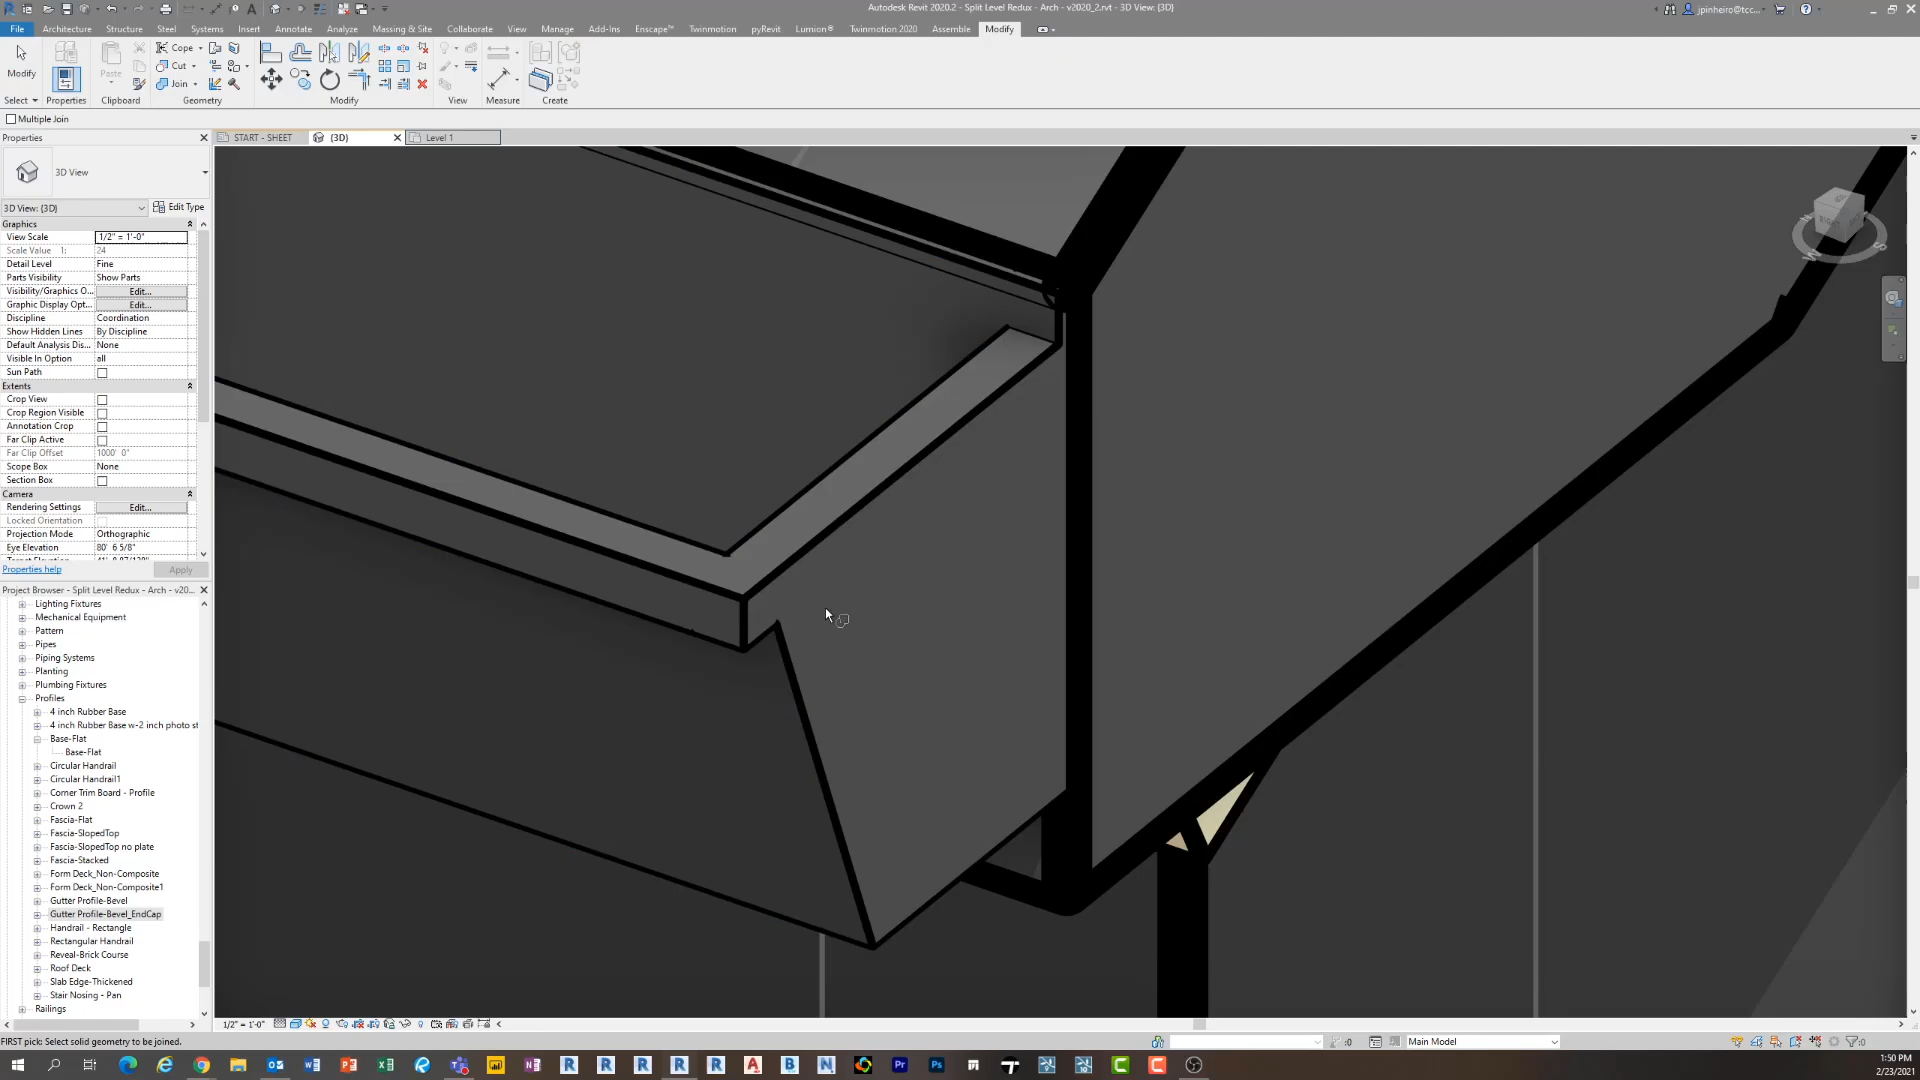 Autodesk Revit 2020.2 - Split Level Redux - Arch - v2020_2.rvt - 3D View: {3D}
jpinheiro@tcc...
File Architecture Structure Steel Systems Insert Annotate Analyze Massing & Site Collaborate View Manage Add-Ins Enscape™ Twinmotion pyRevit Lumion® Twinmotion 2020 Assemble Modify
Modify
Paste
Cope
Cut
Join
Select Properties Clipboard Geometry Modify View Measure Create
Multiple Join
Properties
START - SHEET
{3D}
Level 1
3D View
3D View: {3D}
Edit Type
Graphics
View Scale 1/2" = 1'-0"
Scale Value 1: 24
Detail Level Fine
Parts Visibility Show Parts
Visibility/Graphics O... Edit...
Graphic Display Opt... Edit...
Discipline Coordination
Show Hidden Lines By Discipline
Default Analysis Dis... None
Visible In Option all
Sun Path
Extents
Crop View
Crop Region Visible
Annotation Crop
Far Clip Active
Far Clip Offset 1000' 0"
Scope Box None
Section Box
Camera
Rendering Settings Edit...
Locked Orientation
Projection Mode Orthographic
Eye Elevation 80' 6 5/8"
Properties help
Apply
Project Browser - Split Level Redux - Arch - v20...
Lighting Fixtures
Mechanical Equipment
Pattern
Pipes
Piping Systems
Planting
Plumbing Fixtures
Profiles
4 inch Rubber Base
4 inch Rubber Base w-2 inch photo st
Base-Flat
Base-Flat
Circular Handrail
Circular Handrail1
Corner Trim Board - Profile
Crown 2
Fascia-Flat
Fascia-SlopedTop
Fascia-SlopedTop no plate
Fascia-Stacked
Form Deck_Non-Composite
Form Deck_Non-Composite1
Gutter Profile-Bevel
Gutter Profile-Bevel_EndCap
Handrail - Rectangle
Rectangular Handrail
Reveal-Brick Course
Roof Deck
Slab Edge-Thickened
Stair Nosing - Pan
Railings
RIGHT
W
S
1/2" = 1'-0"
FIRST pick: Select solid geometry to be joined.
:0
Main Model
:0
1:50 PM
2/23/2021